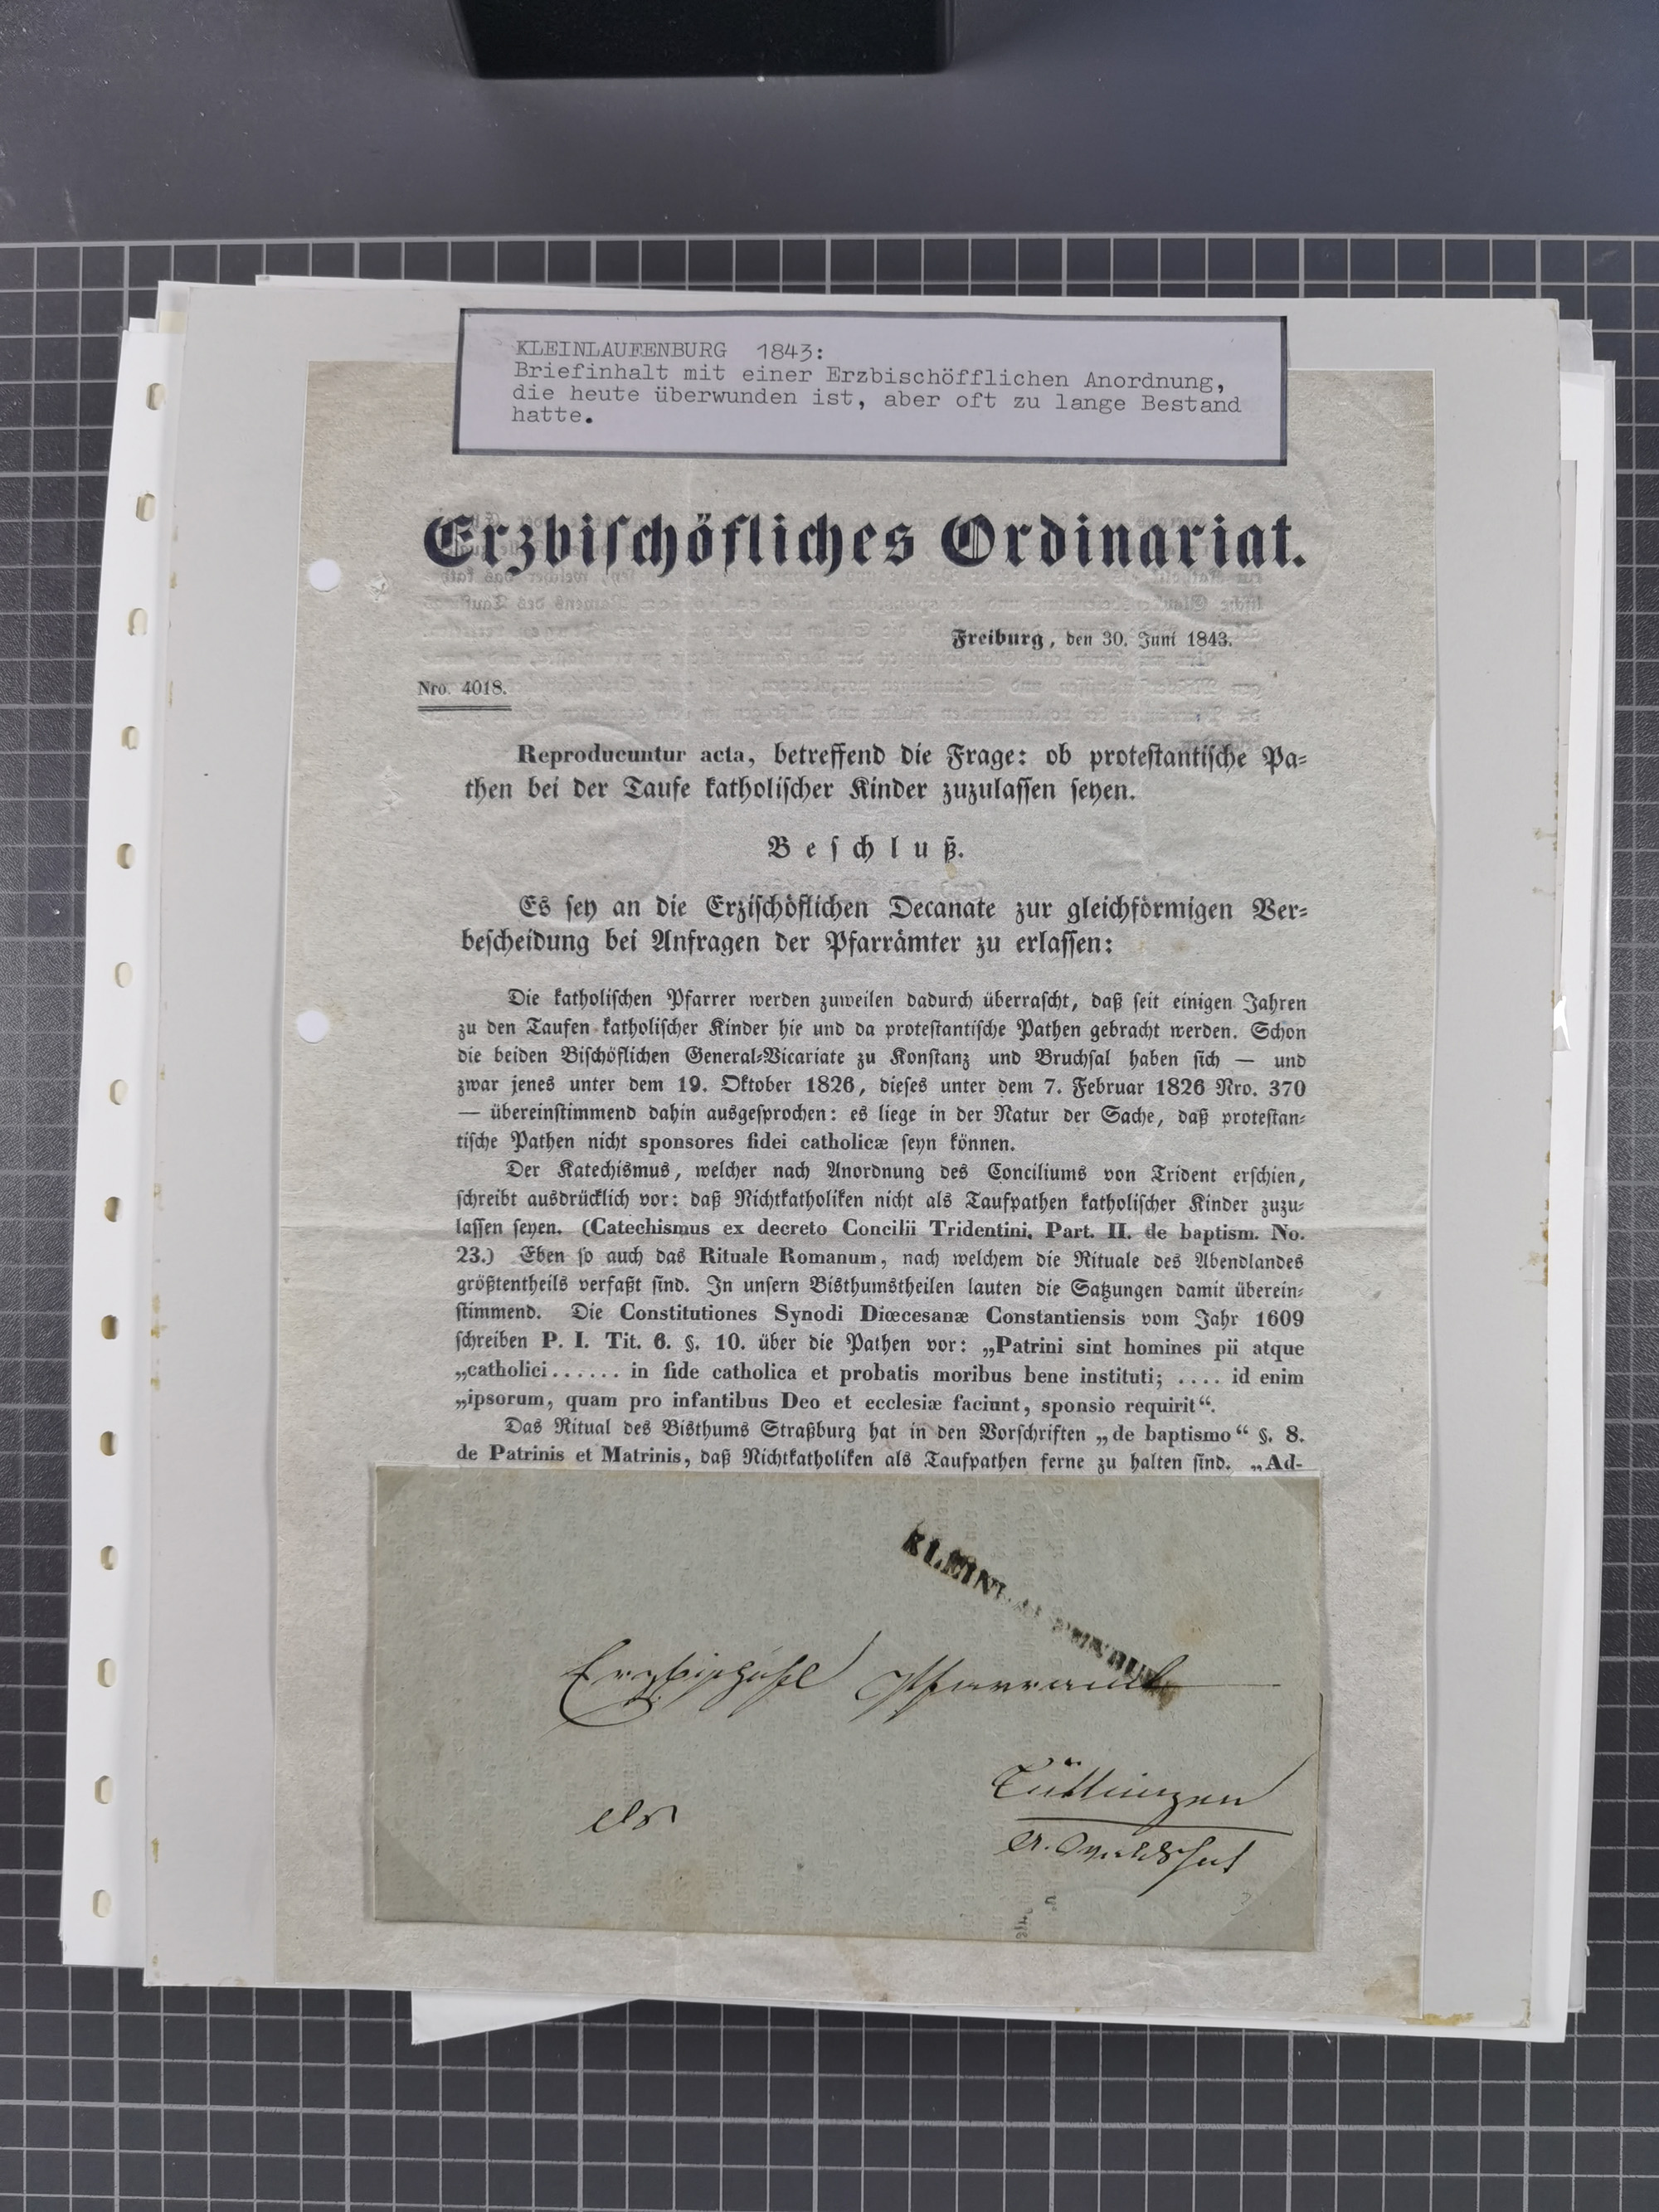 KLEINLAUFENBURG 1843:
Briefinhalt mit einer Erzbischöfflichen Anordnung,
die heute überwunden ist, aber oft zu lange Bestand
hatte.
Erzbiſchöfliches Ordinariat.
Freiburg, den 30. Juni 1843.
Nro. 4018.
Reproducuntur acta, betreffend die Frage: ob proteſtantiſche Pa-
then bei der Taufe katholiſcher Kinder zuzulaſſen ſeyen.
Beſchluß.
Es ſey an die Erziſchöflichen Decanate zur gleichförmigen Ver-
beſcheidung bei Anfragen der Pfarrämter zu erlaſſen:
Die katholiſchen Pfarrer werden zuweilen dadurch überraſcht, daß ſeit einigen Jahren
zu den Taufen katholiſcher Kinder hie und da proteſtantiſche Pathen gebracht werden. Schon
die beiden Biſchöflichen General-Vicariate zu Konſtanz und Bruchſal haben ſich — und
zwar jenes unter dem 19. Oktober 1826, dieſes unter dem 7. Februar 1826 Nro. 370
— übereinſtimmend dahin ausgeſprochen: es liege in der Natur der Sache, daß proteſtan-
tiſche Pathen nicht sponsores fidei catholicæ ſeyn können.
Der Katechismus, welcher nach Anordnung des Conciliums von Trident erſchien,
ſchreibt ausdrücklich vor: daß Nichtkatholiken nicht als Taufpathen katholiſcher Kinder zuzu-
laſſen ſeyen. (Catechismus ex decreto Concilii Tridentini, Part. II. de baptism. No.
23.) Eben ſo auch das Rituale Romanum, nach welchem die Rituale des Abendlandes
größtentheils verfaßt ſind. In unſern Bisthumstheilen lauten die Satzungen damit überein-
ſtimmend. Die Constitutiones Synodi Diœcesanæ Constantiensis vom Jahr 1609
ſchreiben P. I. Tit. 6. §. 10. über die Pathen vor: „Patrini sint homines pii atque
„catholici...... in fide catholica et probatis moribus bene instituti; .... id enim
„ipsorum, quam pro infantibus Deo et ecclesiæ faciunt, sponsio requirit“.
Das Ritual des Bisthums Straßburg hat in den Vorſchriften „de baptismo“ §. 8.
de Patrinis et Matrinis, daß Nichtkatholiken als Taufpathen ferne zu halten ſind. „Ad-
KLEINLAUFENBURG
Erzbischöfl Pfarramt
A. Waldshut